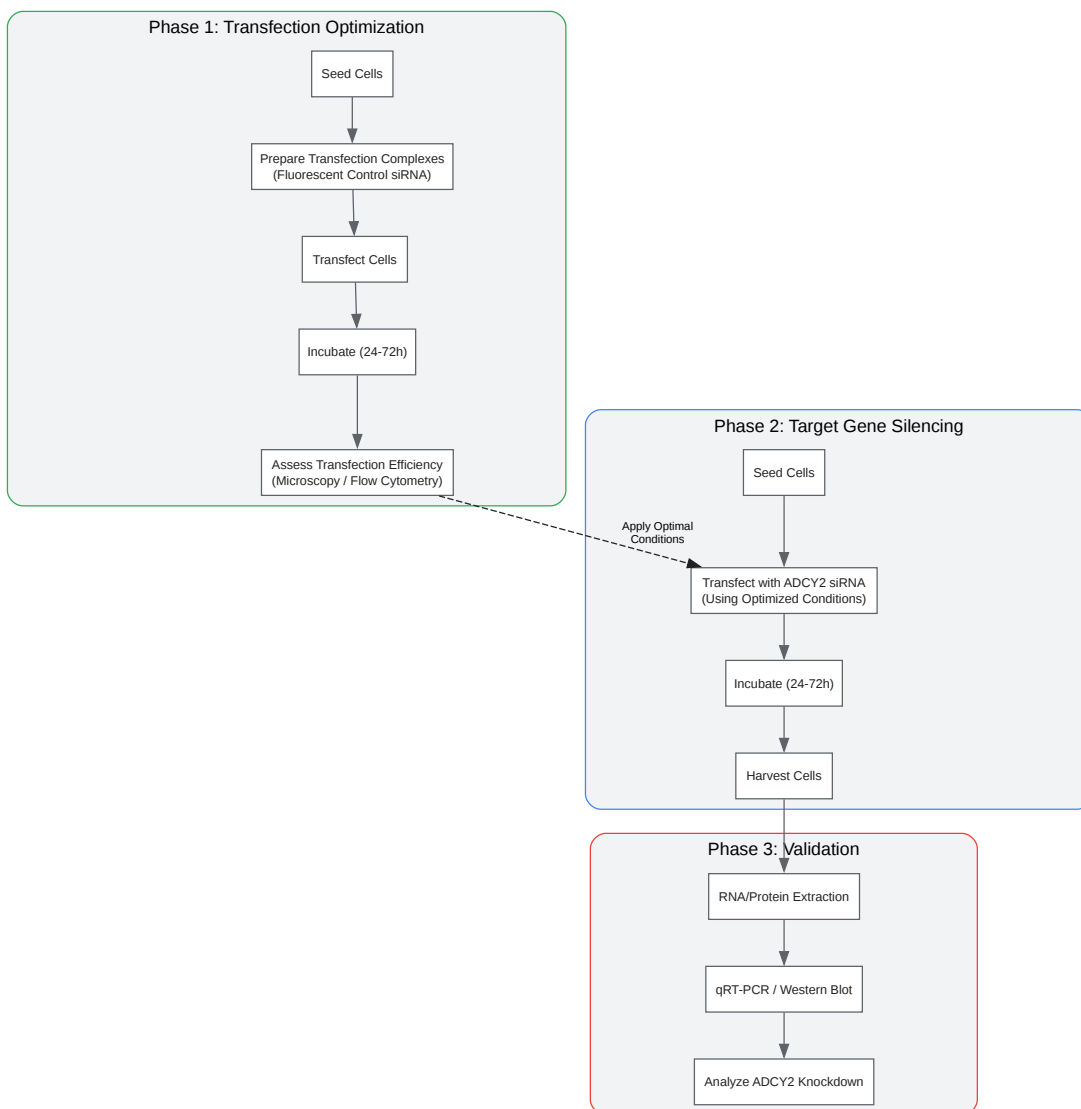 Phase 1: Transfection Optimization
Seed Cells
Prepare Transfection Complexes
(Fluorescent Control siRNA)
Transfect Cells
Incubate (24-72h)
Assess Transfection Efficiency
(Microscopy / Flow Cytometry)
Apply Optimal
Conditions
Phase 2: Target Gene Silencing
Seed Cells
Transfect with ADCY2 siRNA
(Using Optimized Conditions)
Incubate (24-72h)
Harvest Cells
Phase 3: Validation
RNA/Protein Extraction
qRT-PCR / Western Blot
Analyze ADCY2 Knockdown